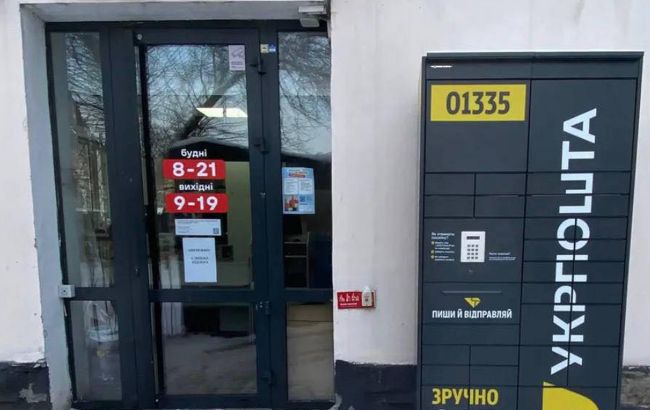 будні
8-21
вихідні
9-19
01335
УКРПОШТА
ПИШИ Й ВІДПРАВЛЯЙ
ЗРУЧНО